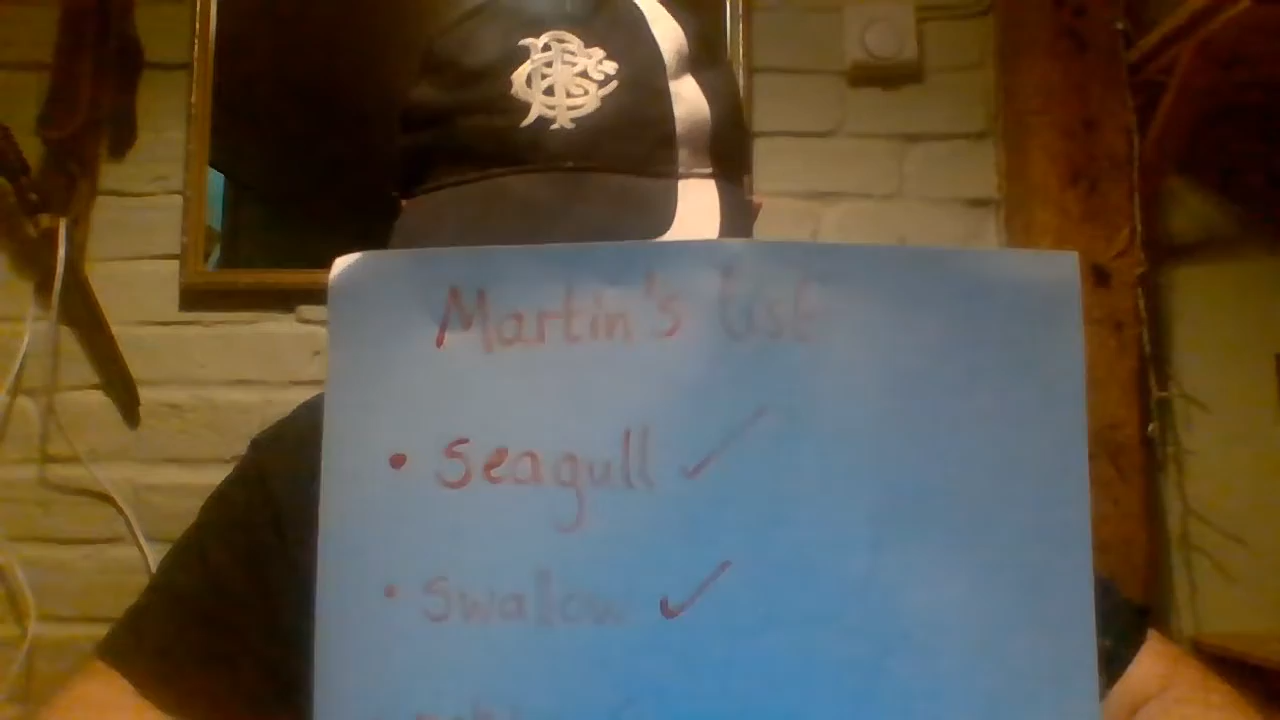 Martin's list
• Seagull ✓
• Swallow ✓